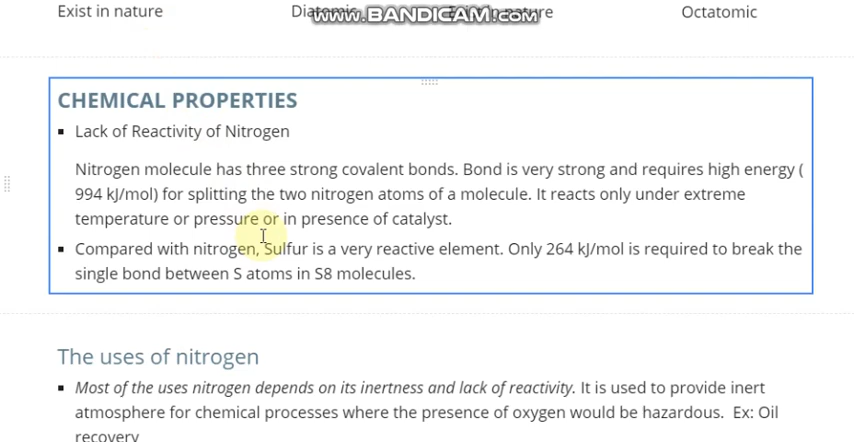 www.BANDICAM.com
Exist in nature Diatomic Exist in nature Octatomic
CHEMICAL PROPERTIES
▪ Lack of Reactivity of Nitrogen
Nitrogen molecule has three strong covalent bonds. Bond is very strong and requires high energy (
994 kJ/mol) for splitting the two nitrogen atoms of a molecule. It reacts only under extreme
temperature or pressure or in presence of catalyst.
▪ Compared with nitrogen, Sulfur is a very reactive element. Only 264 kJ/mol is required to break the
single bond between S atoms in S8 molecules.
The uses of nitrogen
▪ Most of the uses nitrogen depends on its inertness and lack of reactivity. It is used to provide inert
atmosphere for chemical processes where the presence of oxygen would be hazardous. Ex: Oil
recovery